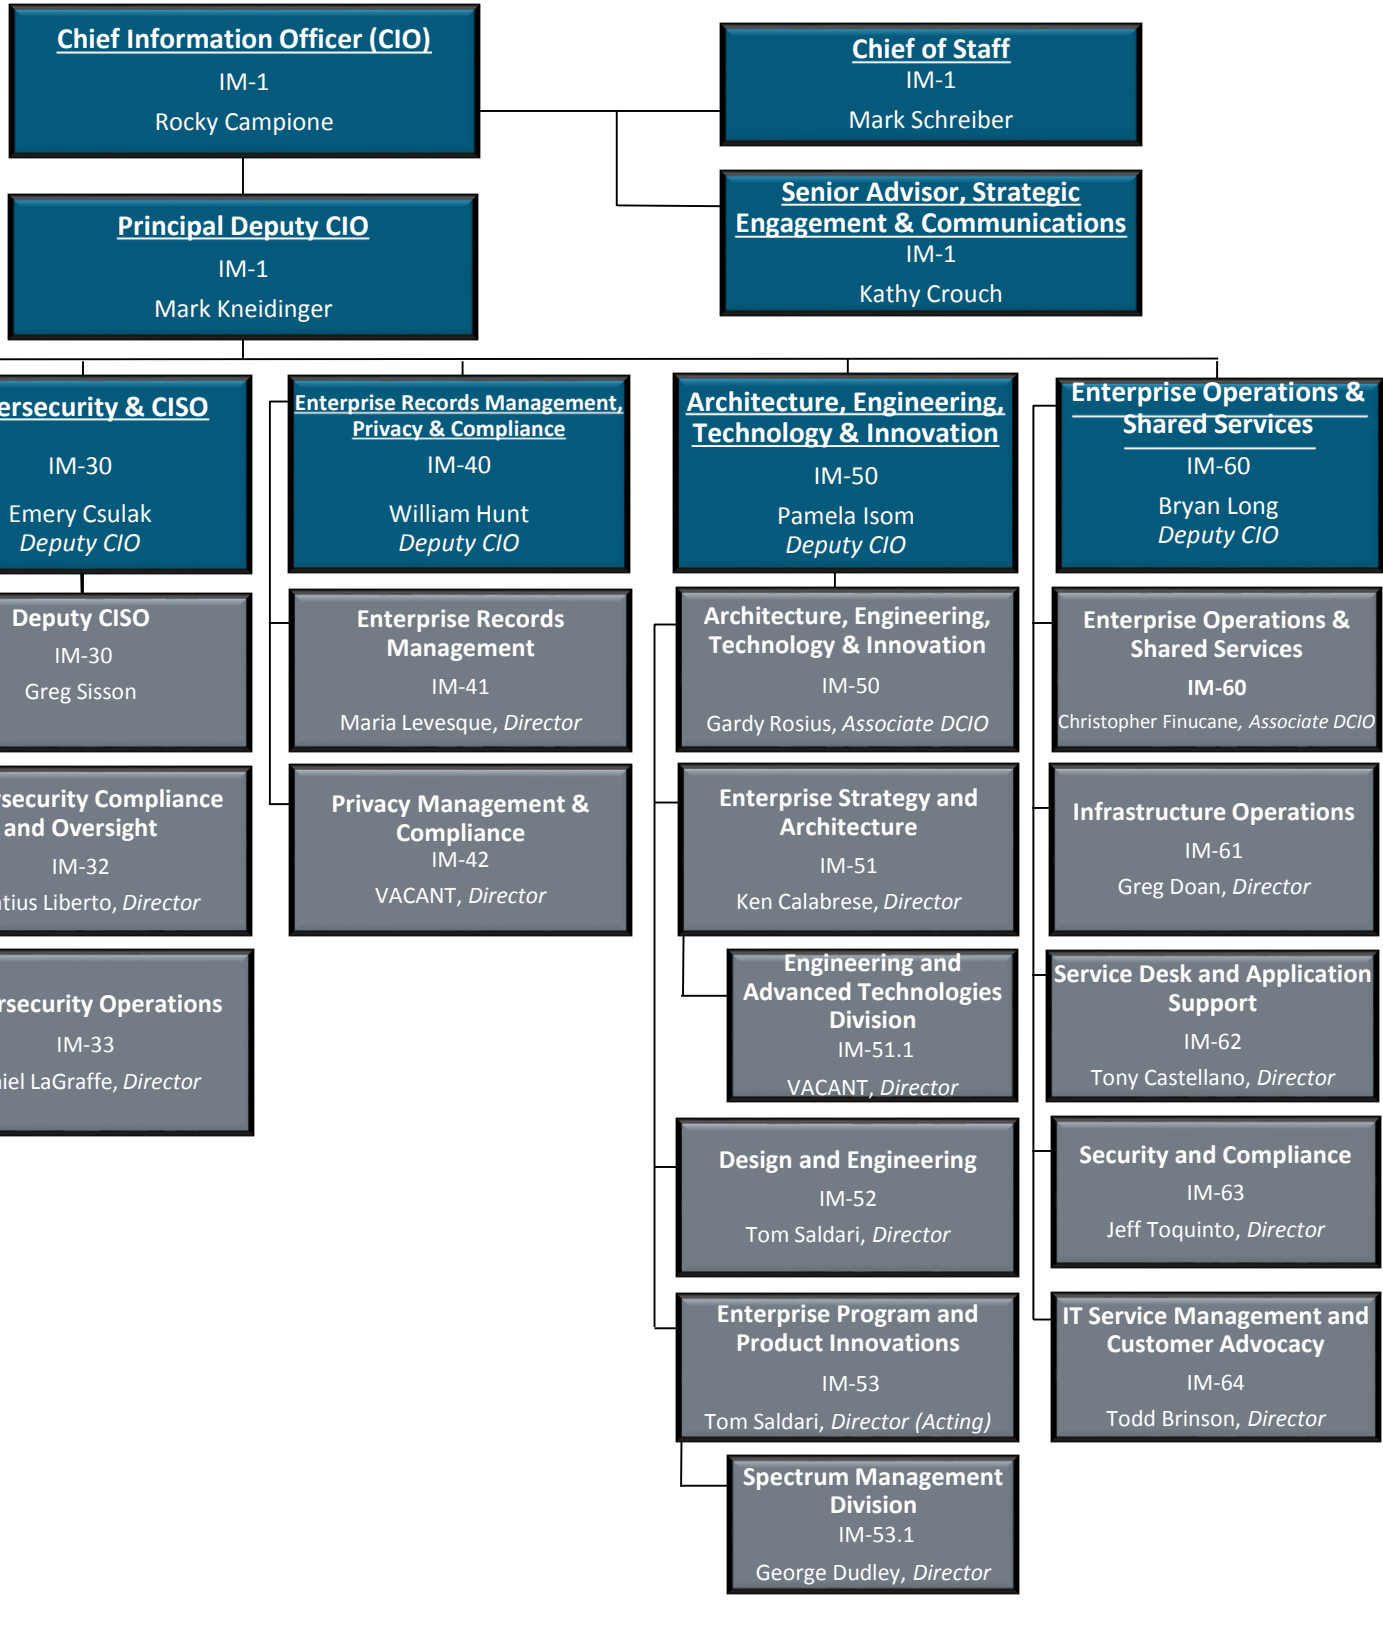 Chief Information Officer (CIO)
IM-1
Rocky Campione
Chief of Staff
IM-1
Mark Schreiber
Senior Advisor, Strategic
Engagement & Communications
IM-1
Kathy Crouch
Principal Deputy CIO
IM-1
Mark Kneidinger
& CISO
IM-30
Emery Csulak
Deputy CIO
Deputy CISO
IM-30
Greg Sisson
Compliance
and Oversight
IM-32
Liberto, Director
Operations
IM-33
LaGraffe, Director
Enterprise Records Management,
Privacy & Compliance
IM-40
William Hunt
Deputy CIO
Enterprise Records
Management
IM-41
Maria Levesque, Director
Privacy Management &
Compliance
IM-42
VACANT, Director
Architecture, Engineering,
Technology & Innovation
IM-50
Pamela Isom
Deputy CIO
Architecture, Engineering,
Technology & Innovation
IM-50
Gardy Rosius, Associate DCIO
Enterprise Strategy and
Architecture
IM-51
Ken Calabrese, Director
Engineering and
Advanced Technologies
Division
IM-51.1
VACANT, Director
Design and Engineering
IM-52
Tom Saldari, Director
Enterprise Program and
Product Innovations
IM-53
Tom Saldari, Director (Acting)
Spectrum Management
Division
IM-53.1
George Dudley, Director
Enterprise Operations &
Shared Services
IM-60
Bryan Long
Deputy CIO
Enterprise Operations &
Shared Services
IM-60
Christopher Finucane, Associate DCIO
Infrastructure Operations
IM-61
Greg Doan, Director
Service Desk and Application
Support
IM-62
Tony Castellano, Director
Security and Compliance
IM-63
Jeff Toquinto, Director
IT Service Management and
Customer Advocacy
IM-64
Todd Brinson, Director